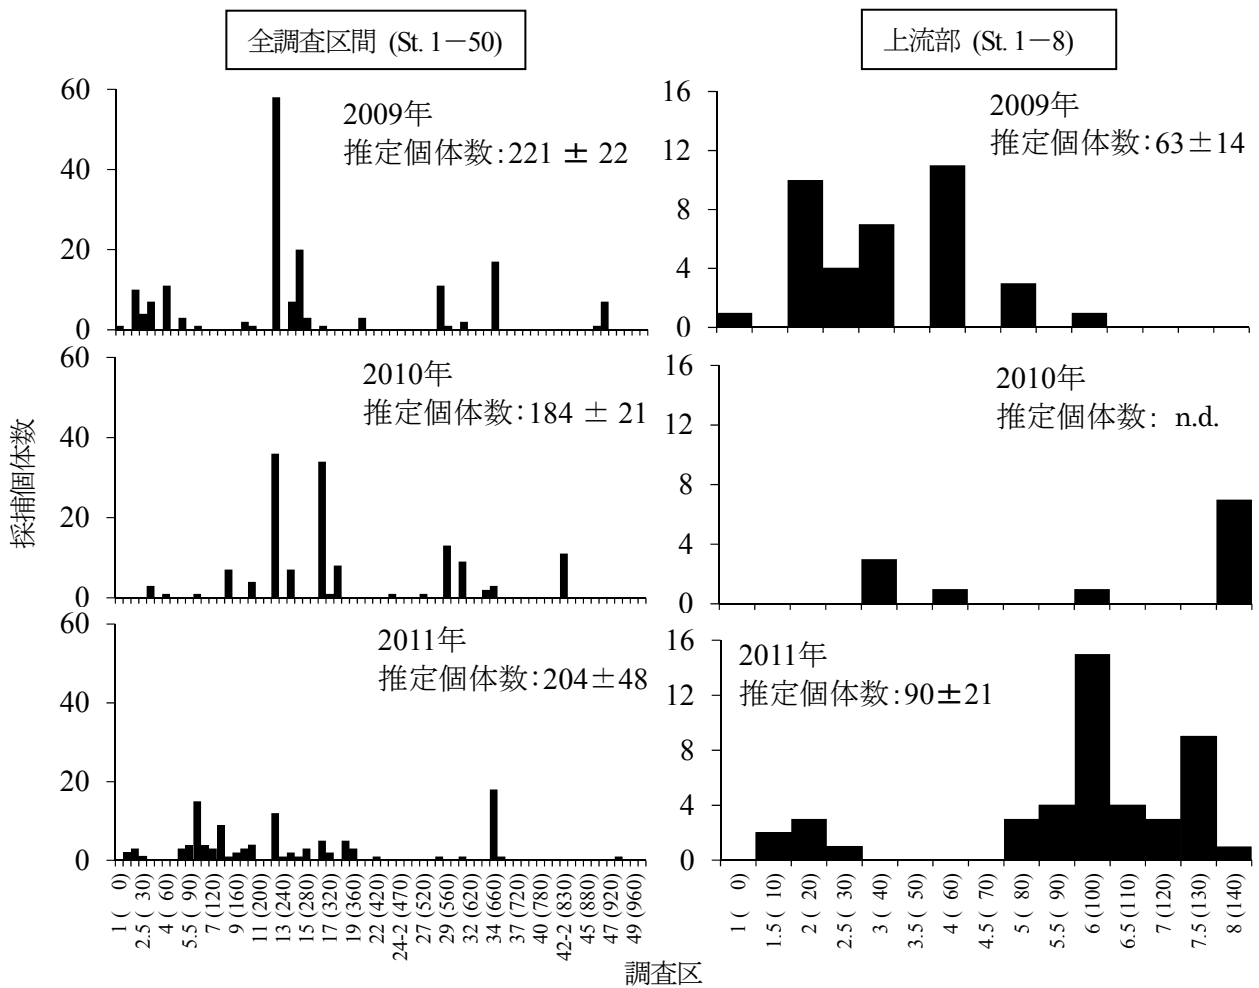 全調査区間 (St. 1－50)
上流部 (St. 1－8)
60
40
20
0
2009年
推定個体数：221 ± 22
16
12
8
4
0
2009年
推定個体数：63±14
60
40
20
0
2010年
推定個体数：184 ± 21
16
12
8
4
0
2010年
推定個体数： n.d.
60
40
20
0
2011年
推定個体数：204±48
16
12
8
4
0
2011年
推定個体数：90±21
採捕個体数
1 ( 0)
2.5 ( 30)
4 ( 60)
5.5 ( 90)
7 (120)
9 (160)
11 (200)
13 (240)
15 (280)
17 (320)
19 (360)
22 (420)
24-2 (470)
27 (520)
29 (560)
32 (620)
34 (660)
37 (720)
40 (780)
42-2 (830)
45 (880)
47 (920)
49 (960)
1 ( 0)
1.5 ( 10)
2 ( 20)
2.5 ( 30)
3 ( 40)
3.5 ( 50)
4 ( 60)
4.5 ( 70)
5 ( 80)
5.5 ( 90)
6 (100)
6.5 (110)
7 (120)
7.5 (130)
8 (140)
調査区